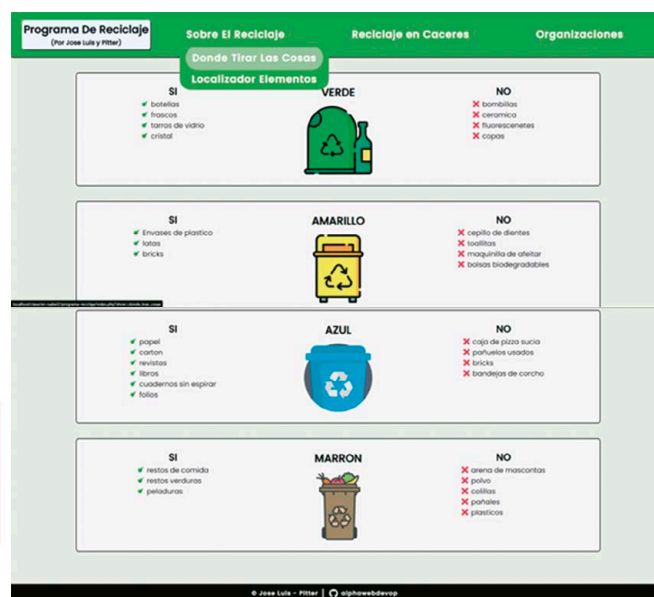 Programa De Reciclaje
(Por Jose Luis y Pitter)
Sobre El Reciclaje
Reciclaje en Caceres
Organizaciones
Donde Tirar Las Cosas
Localizador Elementos
SI
botellas
frascos
tarros de vidrio
cristal
VERDE
NO
bombillas
ceramica
fluorescenetes
copas
SI
Envases de plastico
latas
bricks
AMARILLO
NO
cepillo de dientes
toallitas
maquinilla de afeitar
bolsas biodegradables
SI
papel
carton
revistas
libros
cuadernos sin espirar
folios
AZUL
NO
caja de pizza sucia
pañuelos usados
bricks
bandejas de corcho
SI
restos de comida
restos verduras
peladuras
MARRON
NO
arena de mascontas
polvo
colillas
pañales
plasticos
© Jose Luis - Pitter | alphawebdevop